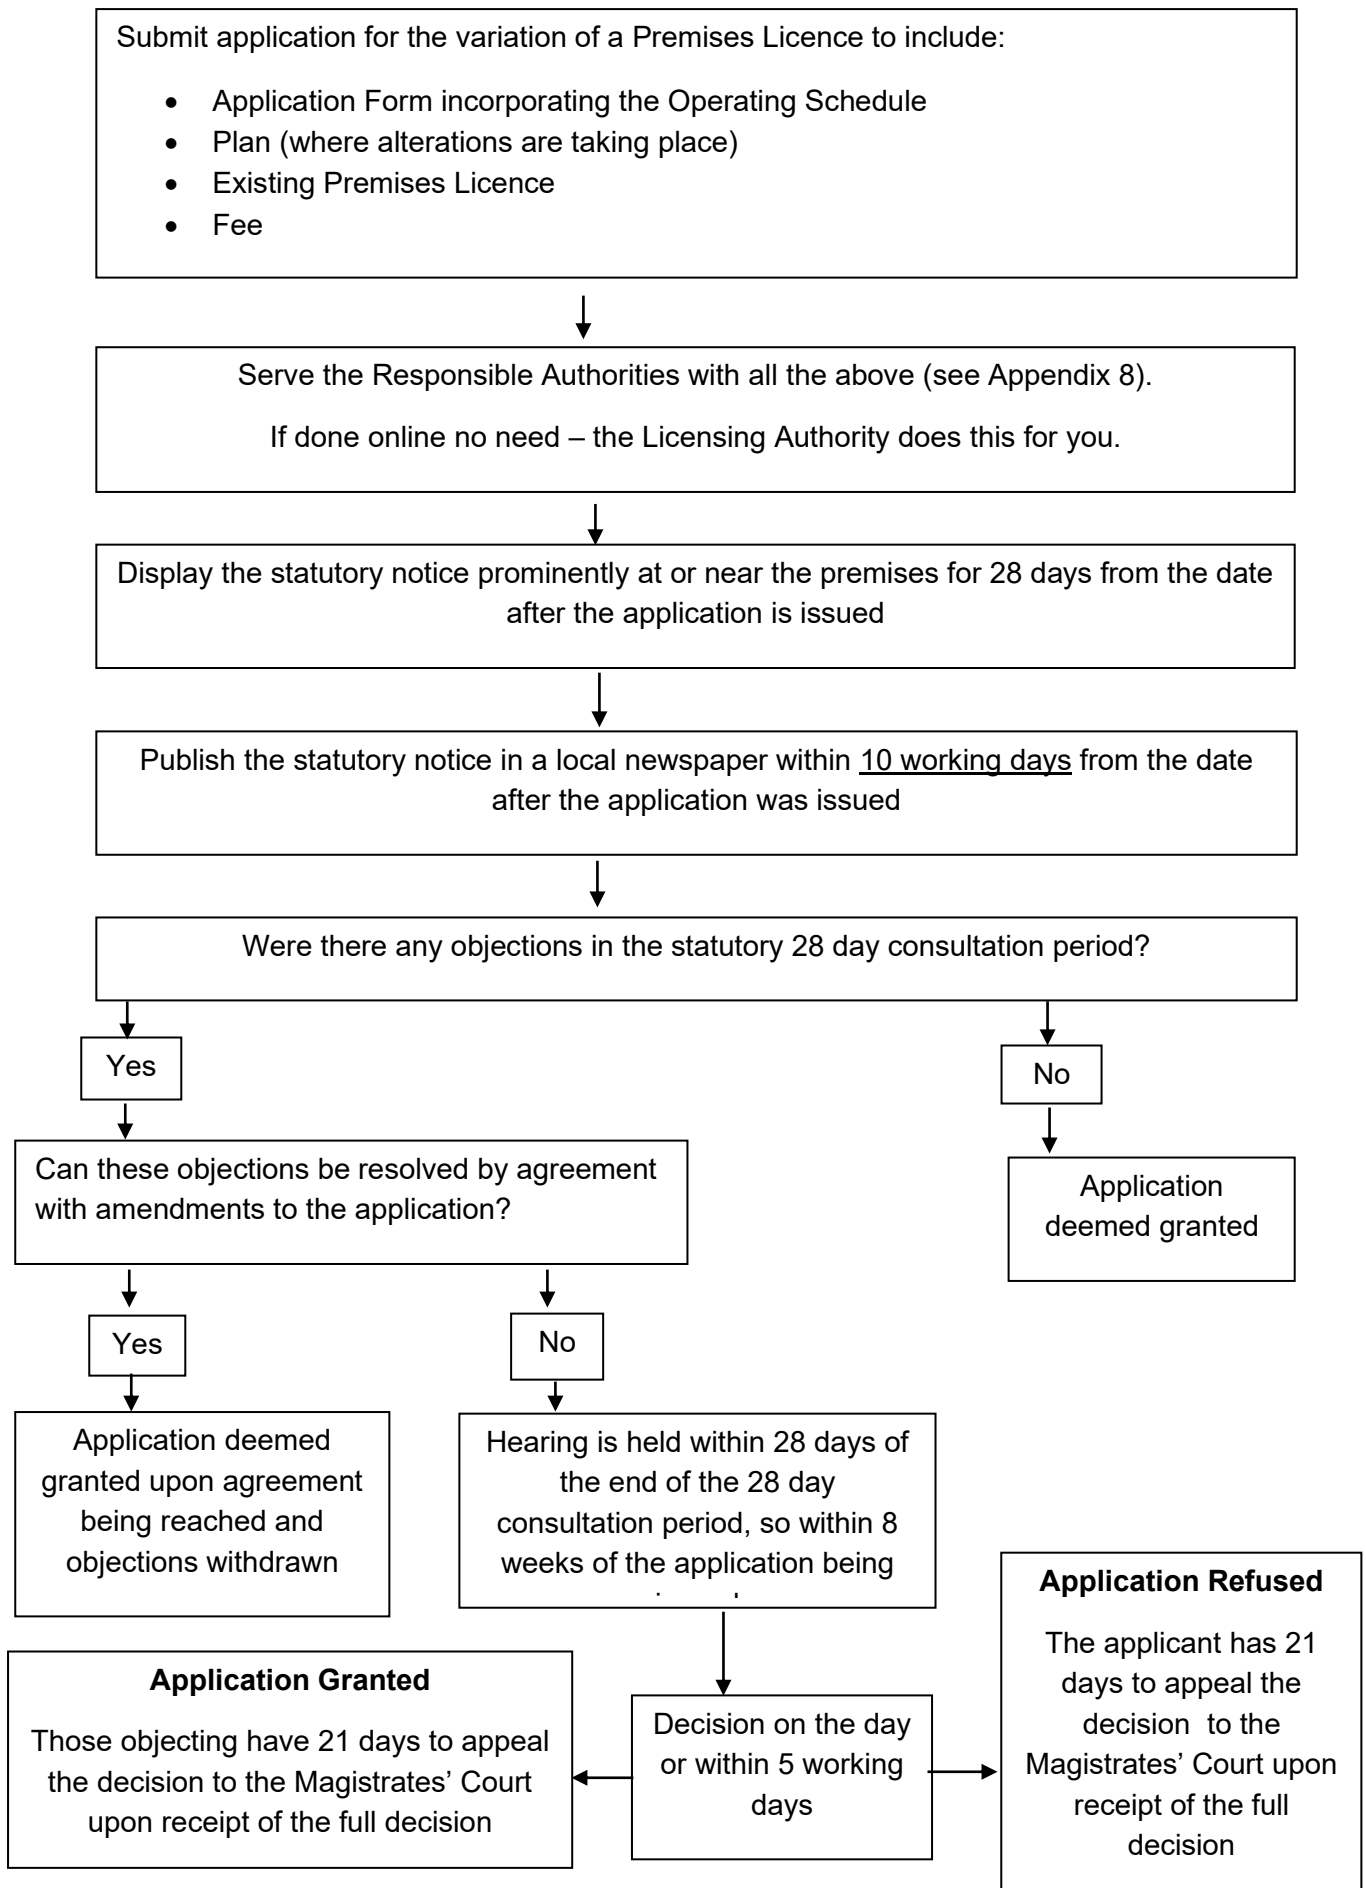 Submit application for the variation of a Premises Licence to include:
• Application Form incorporating the Operating Schedule
• Plan (where alterations are taking place)
• Existing Premises Licence
• Fee
Serve the Responsible Authorities with all the above (see Appendix 8).
If done online no need – the Licensing Authority does this for you.
Display the statutory notice prominently at or near the premises for 28 days from the date
after the application is issued
Publish the statutory notice in a local newspaper within 10 working days from the date
after the application was issued
Were there any objections in the statutory 28 day consultation period?
Yes
No
Can these objections be resolved by agreement
with amendments to the application?
Application
deemed granted
Yes
No
Application deemed
granted upon agreement
being reached and
objections withdrawn
Hearing is held within 28 days of
the end of the 28 day
consultation period, so within 8
weeks of the application being
Application Granted
Those objecting have 21 days to appeal
the decision to the Magistrates’ Court
upon receipt of the full decision
Decision on the day
or within 5 working
days
Application Refused
The applicant has 21
days to appeal the
decision  to the
Magistrates’ Court upon
receipt of the full
decision